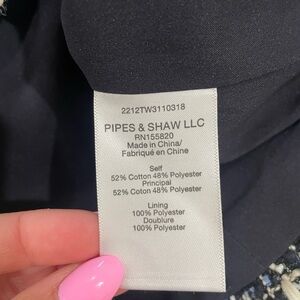 2212TW3110318
PIPES & SHAW LLC
RN155820
Made in China/
Fabriqué en Chine
Self
52% Cotton 48% Polyester
Principal
52% Coton 48% Polyester
Lining
100% Polyester
Doublure
100% Polyester